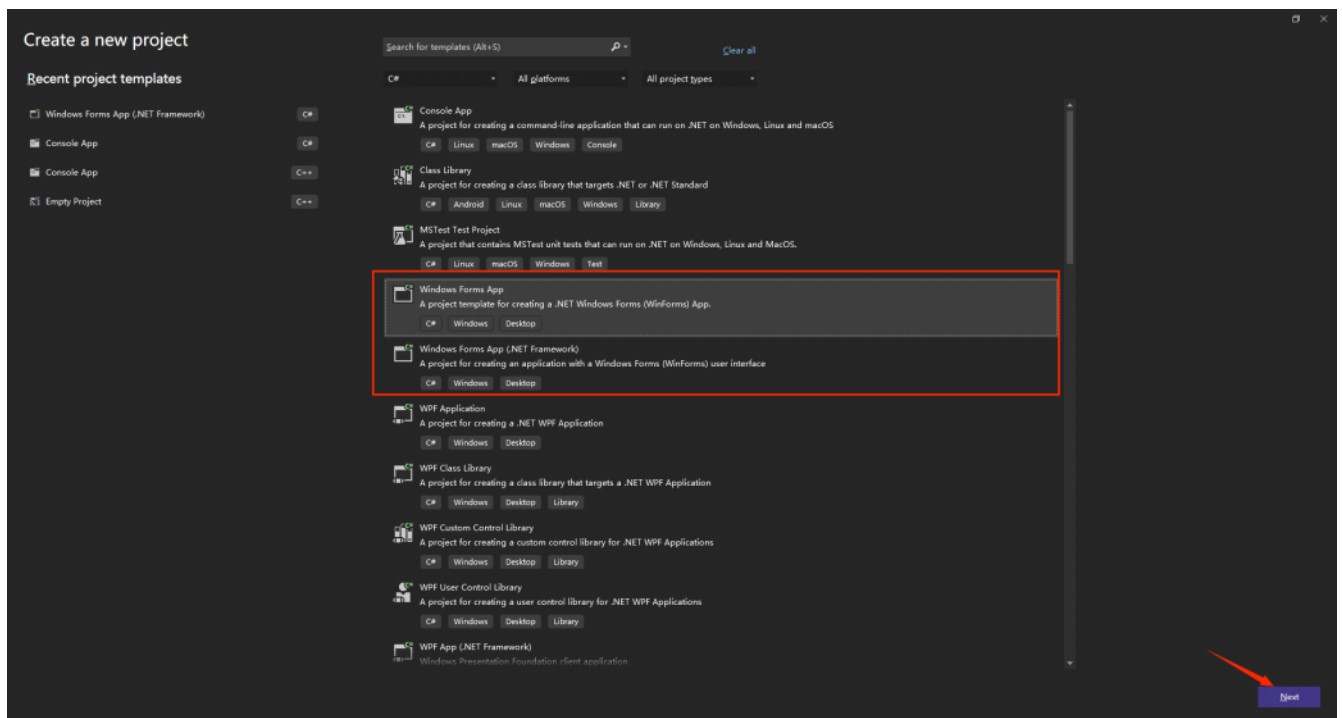 Create a new project
Recent project templates
Windows Forms App (.NET Framework) C#
Console App C#
Console App C++
Empty Project C++
Search for templates (Alt+S)
Clear all
C# All platforms All project types
Console App
A project for creating a command-line application that can run on .NET on Windows, Linux and macOS
C# Linux macOS Windows Console
Class Library
A project for creating a class library that targets .NET or .NET Standard
C# Android Linux macOS Windows Library
MSTest Test Project
A project that contains MSTest unit tests that can run on .NET on Windows, Linux and MacOS.
C# Linux macOS Windows Test
Windows Forms App
A project template for creating a .NET Windows Forms (WinForms) App.
C# Windows Desktop
Windows Forms App (.NET Framework)
A project for creating an application with a Windows Forms (WinForms) user interface
C# Windows Desktop
WPF Application
A project for creating a .NET WPF Application
C# Windows Desktop
WPF Class Library
A project for creating a class library that targets a .NET WPF Application
C# Windows Desktop Library
WPF Custom Control Library
A project for creating a custom control library for .NET WPF Applications
C# Windows Desktop Library
WPF User Control Library
A project for creating a user control library for .NET WPF Applications
C# Windows Desktop Library
WPF App (.NET Framework)
Windows Presentation Foundation client application
Next